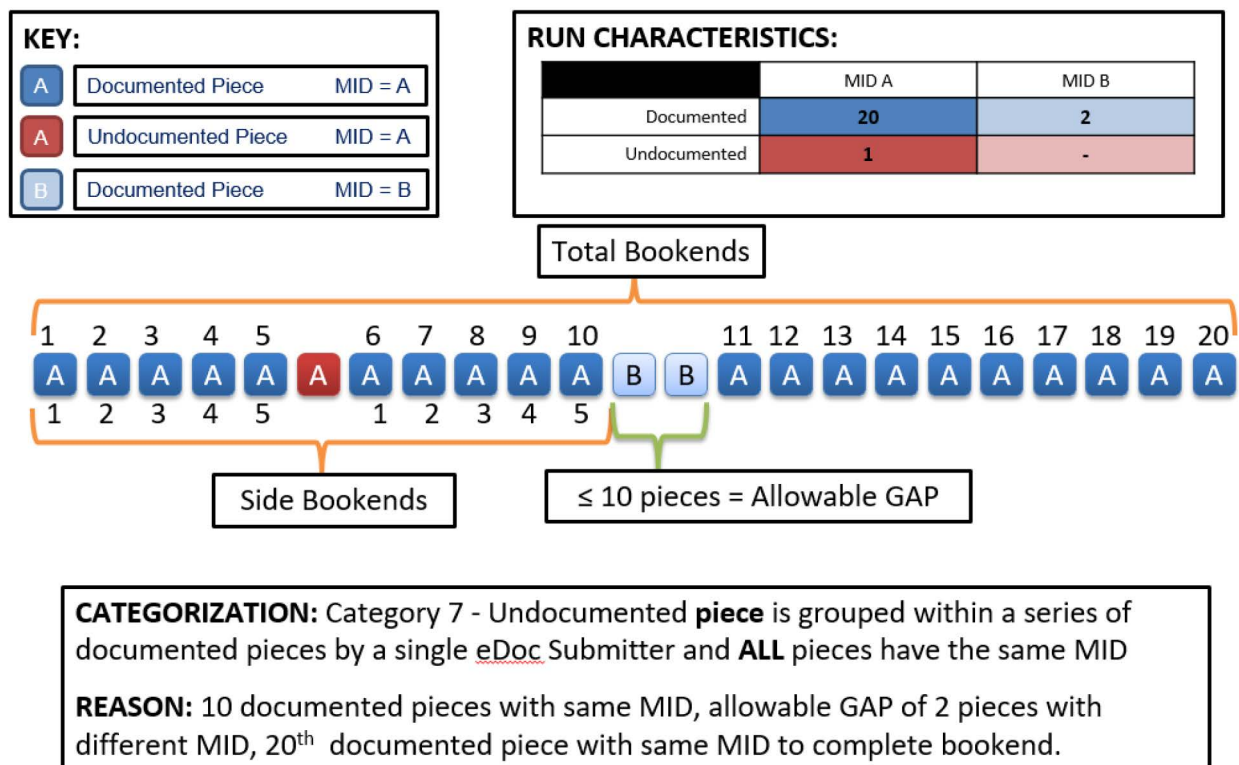 KEY:
A Documented Piece MID = A
A Undocumented Piece MID = A
B Documented Piece MID = B
RUN CHARACTERISTICS:
MID A MID B
Documented 20 2
Undocumented 1 -
Total Bookends
1 2 3 4 5 6 7 8 9 10 11 12 13 14 15 16 17 18 19 20
A A A A A A A A A A A B B A A A A A A A A A A
1 2 3 4 5 1 2 3 4 5
Side Bookends
≤ 10 pieces = Allowable GAP
CATEGORIZATION: Category 7 - Undocumented piece is grouped within a series of
documented pieces by a single eDoc Submitter and ALL pieces have the same MID
REASON: 10 documented pieces with same MID, allowable GAP of 2 pieces with
different MID, 20th documented piece with same MID to complete bookend.